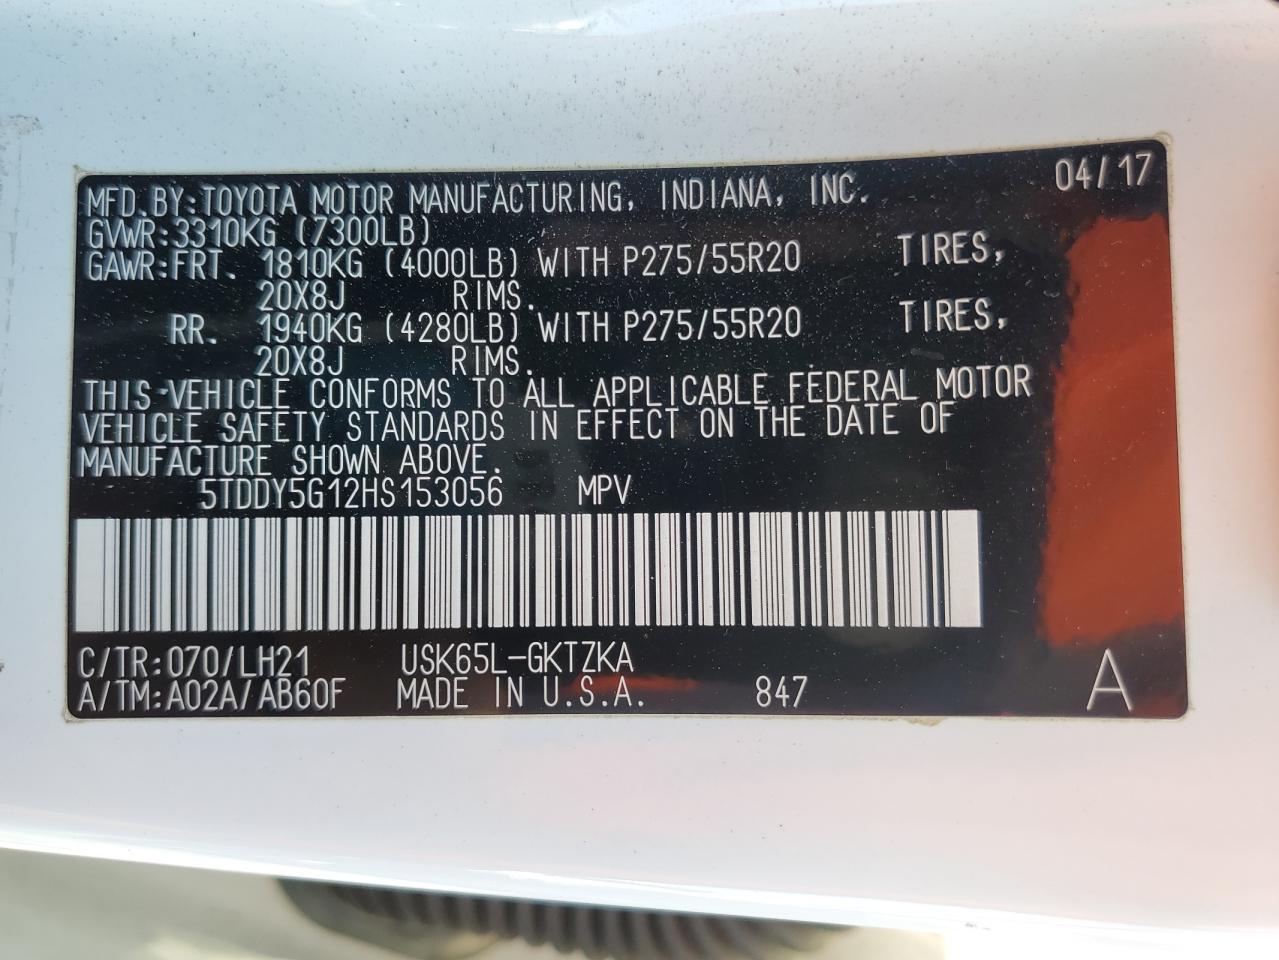 MFD.BY:TOYOTA MOTOR MANUFACTURING, INDIANA, INC. 04/17
GVWR:3310KG (7300LB)
GAWR:FRT. 1810KG (4000LB) WITH P275/55R20 TIRES,
20X8J RIMS.
RR. 1940KG (4280LB) WITH P275/55R20 TIRES,
20X8J RIMS.
THIS VEHICLE CONFORMS TO ALL APPLICABLE FEDERAL MOTOR
VEHICLE SAFETY STANDARDS IN EFFECT ON THE DATE OF
MANUFACTURE SHOWN ABOVE.
5TDDY5G12HS153056 MPV
C/TR:070/LH21 USK65L-GKTZKA
A/TM:A02A/AB60F MADE IN U.S.A. 847 A